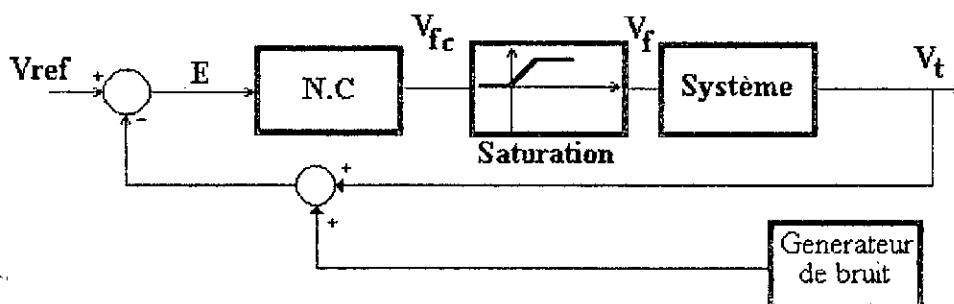 Vref
+
-
E
N.C
Vfc
Saturation
Vf
Système
Vt
+
+
Generateur
de bruit